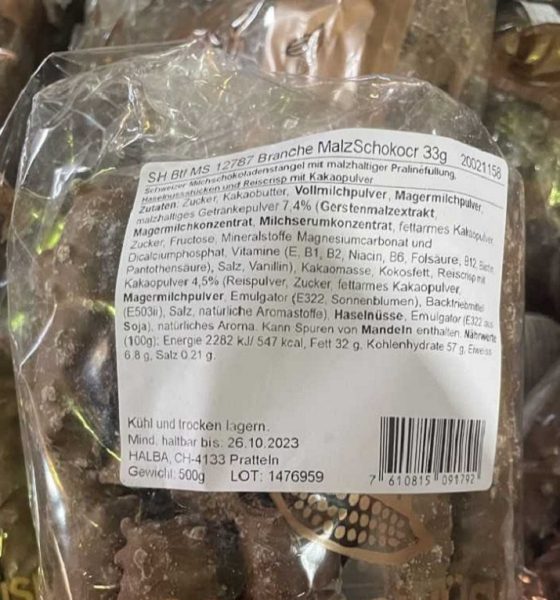 SH Btl MS 12787 Branche MalzSchokocr 33g 20021158
Schweizer Milchschokoladenstangel mit malzhaltiger Pralinéfüllung,
Haselnussstücken und Reiscrisp mit Kakaopulver
Zutaten: Zucker, Kakaobutter, Vollmilchpulver, Magermilchpulver,
malzhaltiges Getränkepulver 7,4% (Gerstenmalzextrakt,
Magermilchkonzentrat, Milchserumkonzentrat, fettarmes Kakaopulver,
Zucker, Fructose, Mineralstoffe Magnesiumcarbonat und
Dicalciumphosphat, Vitamine (E, B1, B2, Niacin, B6, Folsäure, B12, Biotin,
Pantothensäure), Salz, Vanillin), Kakaomasse, Kokosfett, Reiscrisp mit
Kakaopulver 4,5% (Reispulver, Zucker, fettarmes Kakaopulver,
Magermilchpulver, Emulgator (E322, Sonnenblumen), Backtriebmittel
(E503ii), Salz, natürliche Aromastoffe), Haselnüsse, Emulgator (E322 aus
Soja), natürliches Aroma. Kann Spuren von Mandeln enthalten. Nährwerte
(100g): Energie 2282 kJ/ 547 kcal, Fett 32 g, Kohlenhydrate 57 g, Eiweiss
6.8 g, Salz 0.21 g.
Kühl und trocken lagern.
Mind. haltbar bis: 26.10.2023
HALBA, CH-4133 Pratteln
Gewicht: 500g LOT: 1476959
7 610815 091792